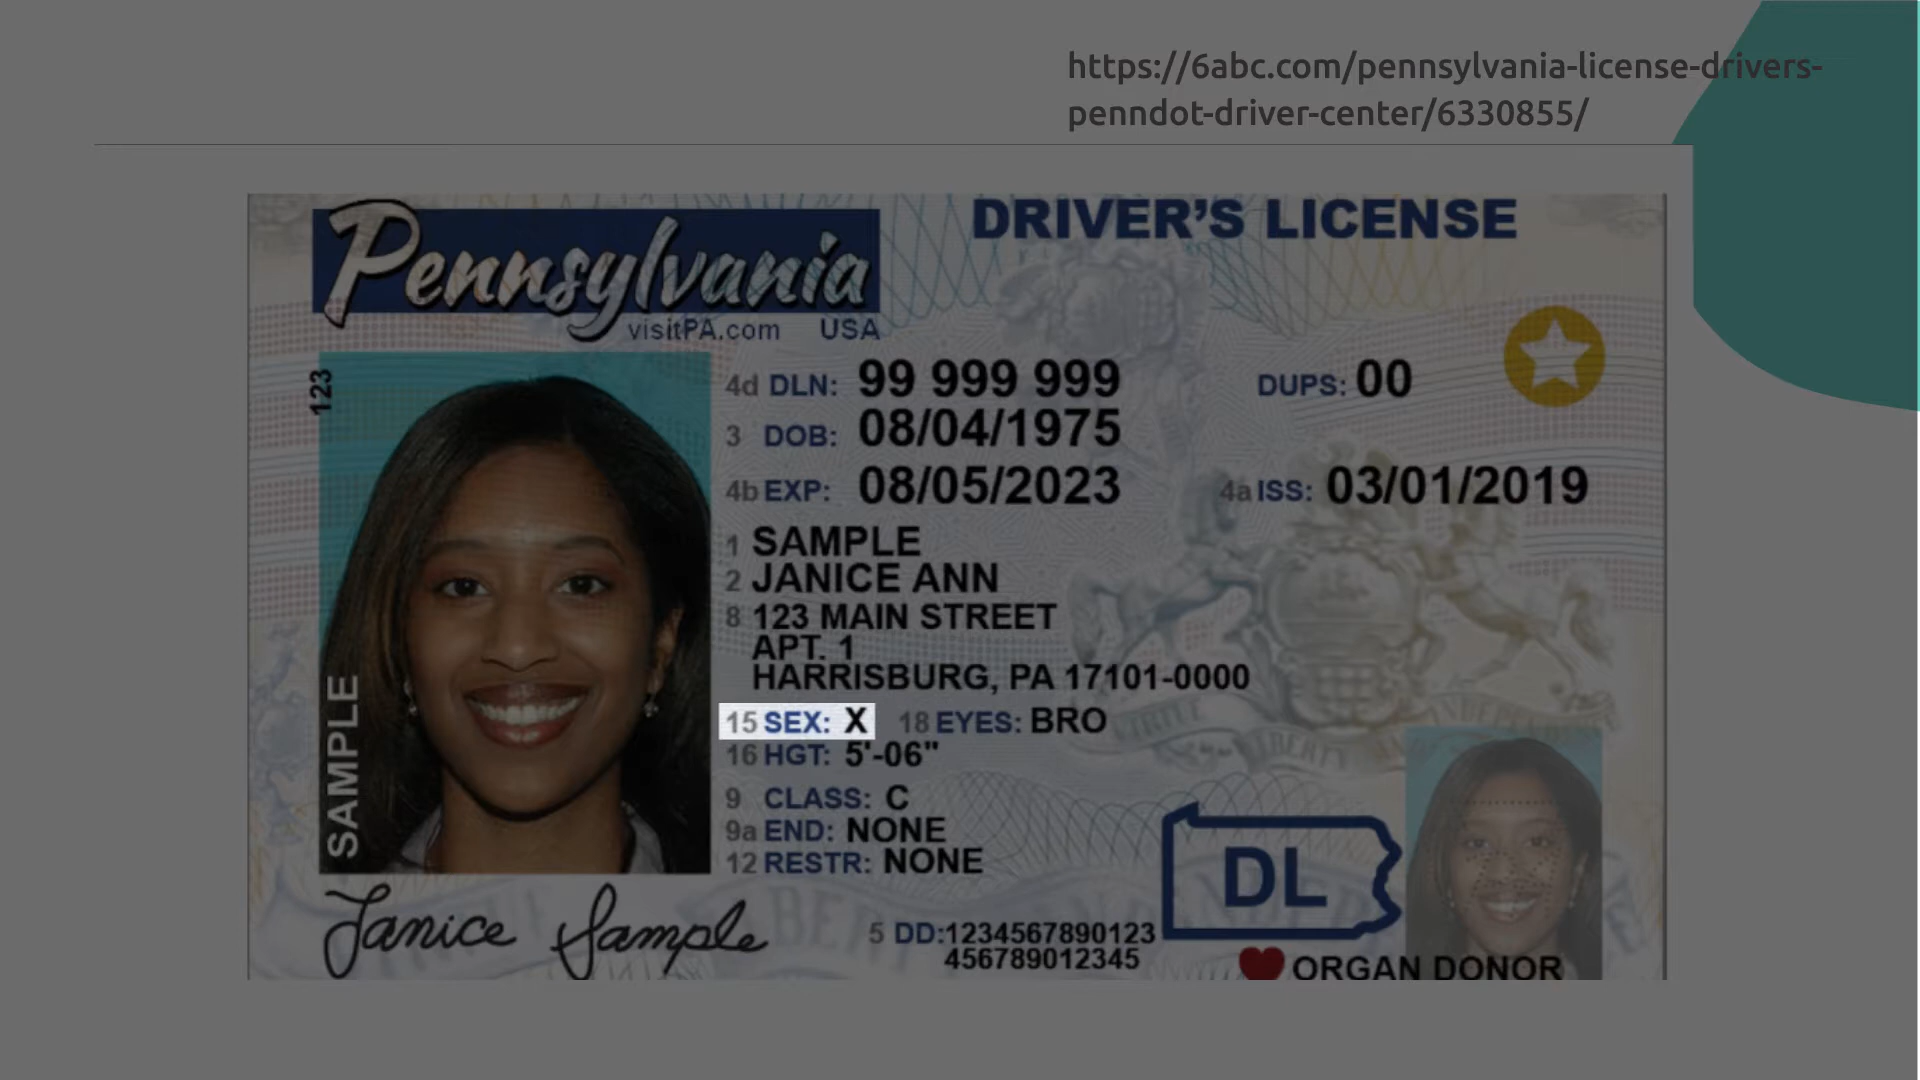 https://6abc.com/pennsylvania-license-drivers-
penndot-driver-center/6330855/
Pennsylvania
visitPA.com USA
DRIVER'S LICENSE
123
SAMPLE
4d DLN: 99 999 999 DUPS: 00
3 DOB: 08/04/1975
4b EXP: 08/05/2023 4a ISS: 03/01/2019
1 SAMPLE
2 JANICE ANN
8 123 MAIN STREET
APT. 1
HARRISBURG, PA 17101-0000
15 SEX: X 18 EYES: BRO
16 HGT: 5'-06"
9 CLASS: C
9a END: NONE
12 RESTR: NONE
Janice Sample
5 DD:1234567890123
456789012345
DL
ORGAN DONOR